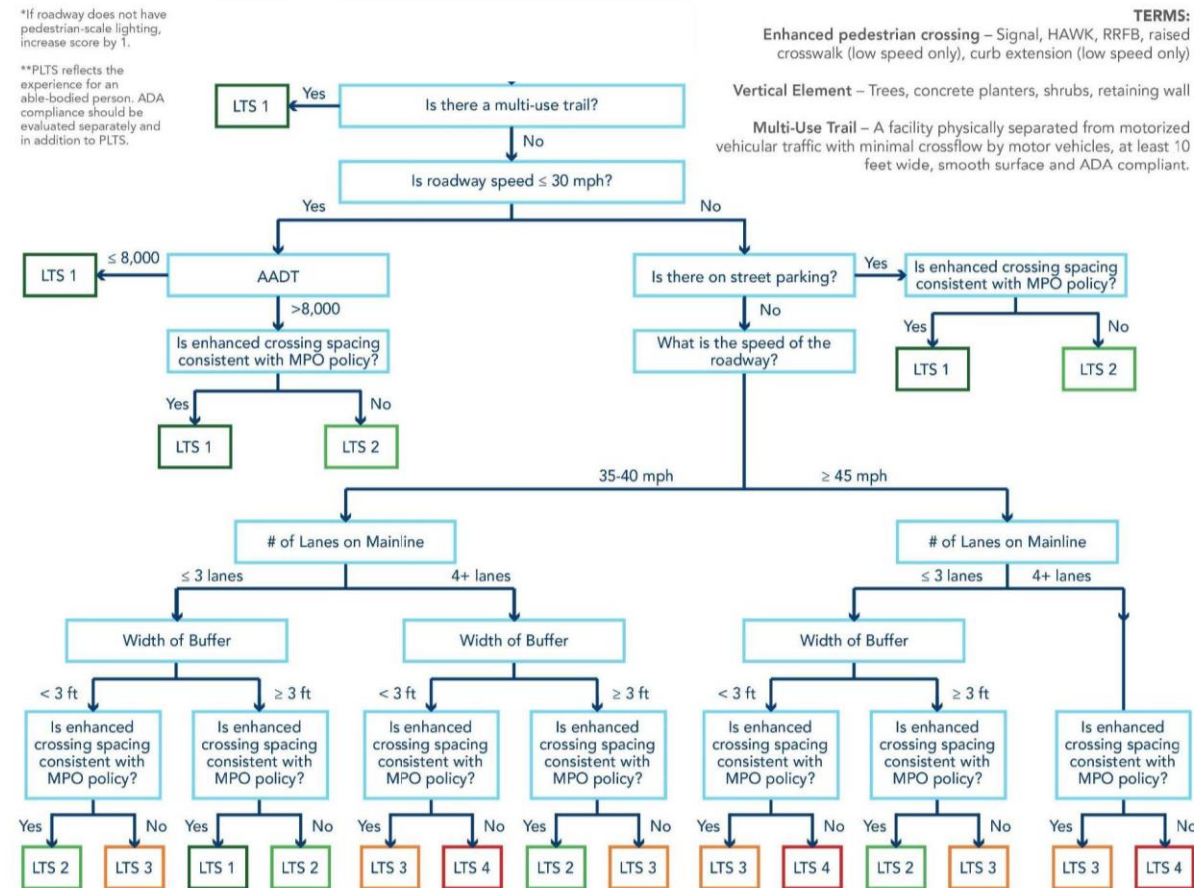 *If roadway does not have
pedestrian-scale lighting,
increase score by 1.
**PLTS reflects the
experience for an
able-bodied person. ADA
compliance should be
evaluated separately and
in addition to PLTS.
TERMS:
Enhanced pedestrian crossing – Signal, HAWK, RRFB, raised
crosswalk (low speed only), curb extension (low speed only)
Vertical Element – Trees, concrete planters, shrubs, retaining wall
Multi-Use Trail – A facility physically separated from motorized
vehicular traffic with minimal crossflow by motor vehicles, at least 10
feet wide, smooth surface and ADA compliant.
LTS 1
Yes
Is there a multi-use trail?
No
Is roadway speed ≤ 30 mph?
Yes
No
LTS 1
≤ 8,000
AADT
>8,000
Is enhanced crossing spacing
consistent with MPO policy?
Yes
No
LTS 1
LTS 2
Is there on street parking?
Yes
Is enhanced crossing spacing
consistent with MPO policy?
Yes
No
LTS 1
LTS 2
No
What is the speed of the
roadway?
35-40 mph
≥ 45 mph
# of Lanes on Mainline
# of Lanes on Mainline
≤ 3 lanes
4+ lanes
≤ 3 lanes
4+ lanes
Width of Buffer
Width of Buffer
Width of Buffer
< 3 ft
≥ 3 ft
< 3 ft
≥ 3 ft
< 3 ft
≥ 3 ft
Is enhanced
crossing spacing
consistent with
MPO policy?
Is enhanced
crossing spacing
consistent with
MPO policy?
Is enhanced
crossing spacing
consistent with
MPO policy?
Is enhanced
crossing spacing
consistent with
MPO policy?
Is enhanced
crossing spacing
consistent with
MPO policy?
Is enhanced
crossing spacing
consistent with
MPO policy?
Is enhanced
crossing spacing
consistent with
MPO policy?
Yes
No
Yes
No
Yes
No
Yes
No
Yes
No
Yes
No
Yes
No
LTS 2
LTS 3
LTS 1
LTS 2
LTS 3
LTS 4
LTS 2
LTS 3
LTS 3
LTS 4
LTS 2
LTS 3
LTS 3
LTS 4